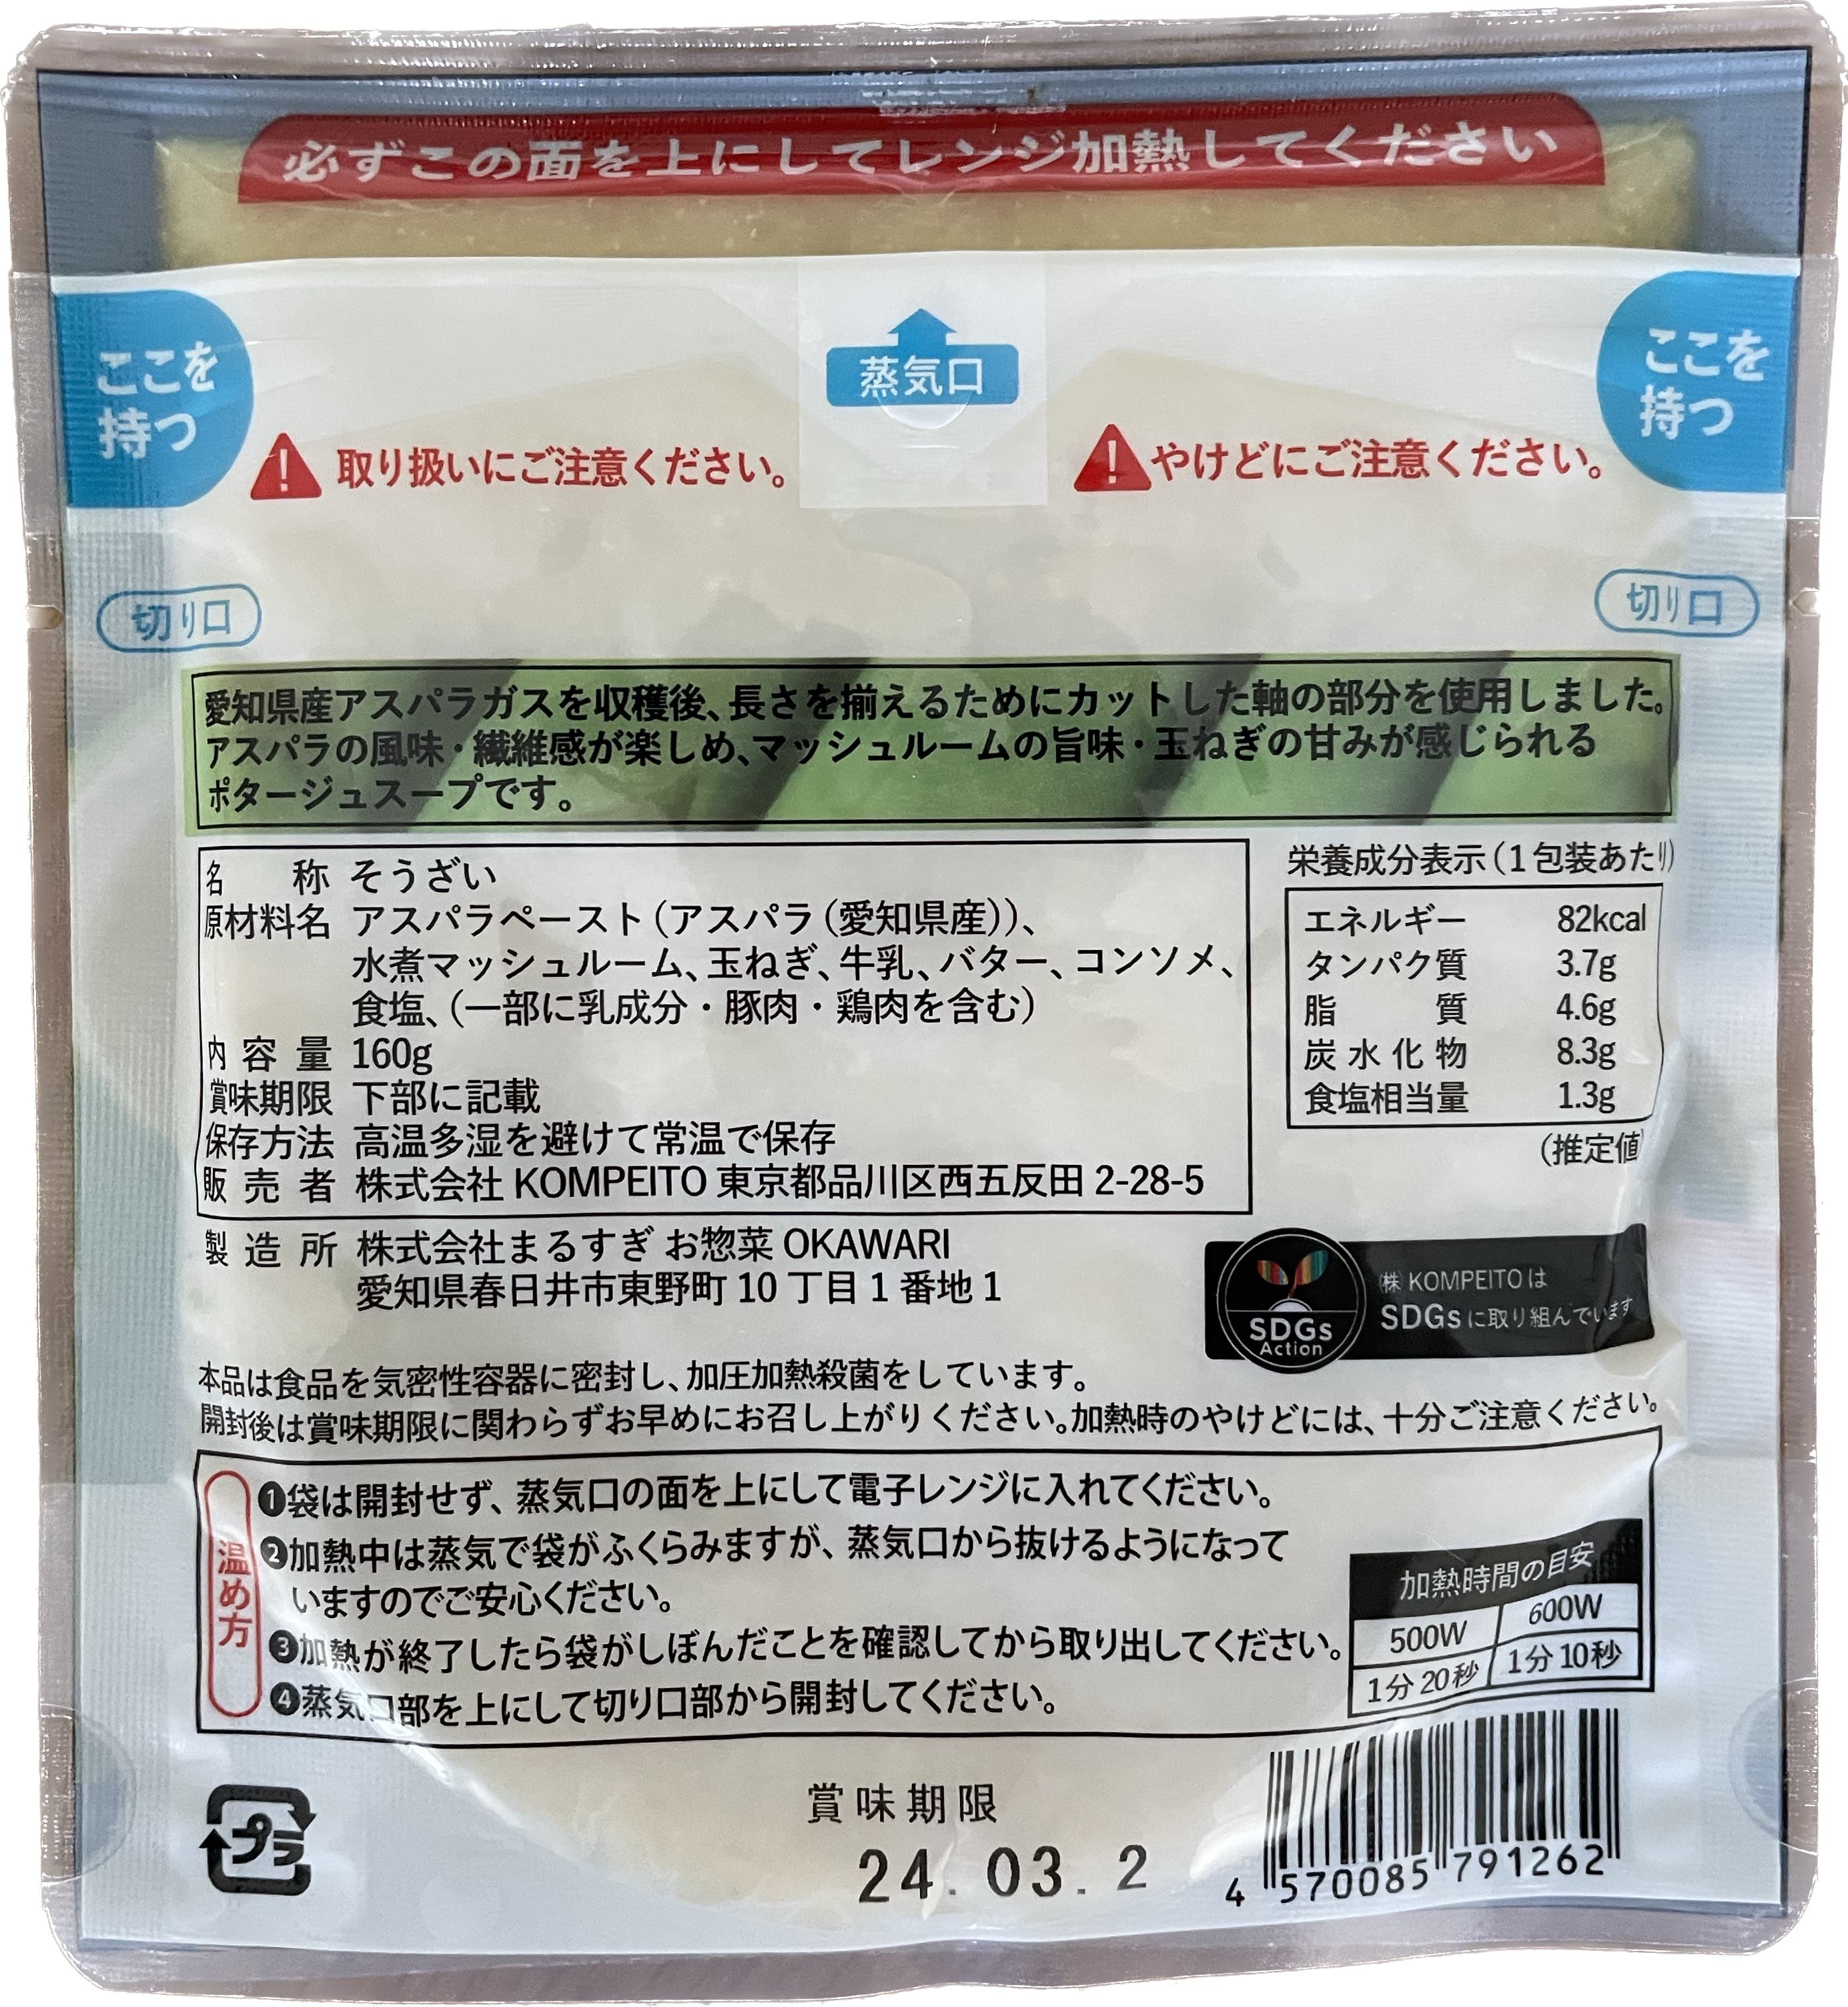 必ずこの面を上にしてレンジ加熱してください
ここを
持つ
蒸気口
ここを
持つ
取り扱いにご注意ください。
やけどにご注意ください。
切り口
切り口
愛知県産アスパラガスを収穫後、長さを揃えるためにカットした軸の部分を使用しました。
アスパラの風味・繊維感が楽しめ、マッシュルームの旨味・玉ねぎの甘みが感じられる
ポタージュスープです。
名称 そうざい
原材料名 アスパラペースト(アスパラ(愛知県産))、
水煮マッシュルーム、玉ねぎ、牛乳、バター、コンソメ、
食塩、(一部に乳成分・豚肉・鶏肉を含む)
内容量 160g
賞味期限 下部に記載
保存方法 高温多湿を避けて常温で保存
販売者 株式会社 KOMPEITO 東京都品川区西五反田 2-28-5
製造所 株式会社まるすぎ お惣菜 OKAWARI
愛知県春日井市東野町 10 丁目 1 番地 1
栄養成分表示(1包装あたり)
エネルギー 82kcal
タンパク質 3.7g
脂質 4.6g
炭水化物 8.3g
食塩相当量 1.3g
(推定値)
SDGs
Action
㈱ KOMPEITO は
SDGs に取り組んでいます
本品は食品を気密性容器に密封し、加圧加熱殺菌をしています。
開封後は賞味期限に関わらずお早めにお召し上がりください。加熱時のやけどには、十分ご注意ください。
温め方
❶袋は開封せず、蒸気口の面を上にして電子レンジに入れてください。
❷加熱中は蒸気で袋がふくらみますが、蒸気口から抜けるようになって
いますのでご安心ください。
❸加熱が終了したら袋がしぼんだことを確認してから取り出してください。
❹蒸気口部を上にして切り口部から開封してください。
加熱時間の目安
500W 600W
1分20秒 1分10秒
プラ
賞味期限
24. 03. 2
4 570085 791262